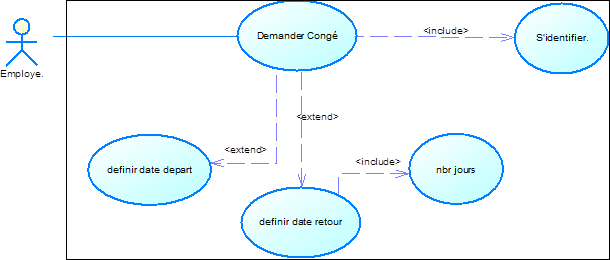 Employe.
Demander Congé
<include>
S'identifier.
<extend>
<extend>
definir date depart
<include>
nbr jours
definir date retour